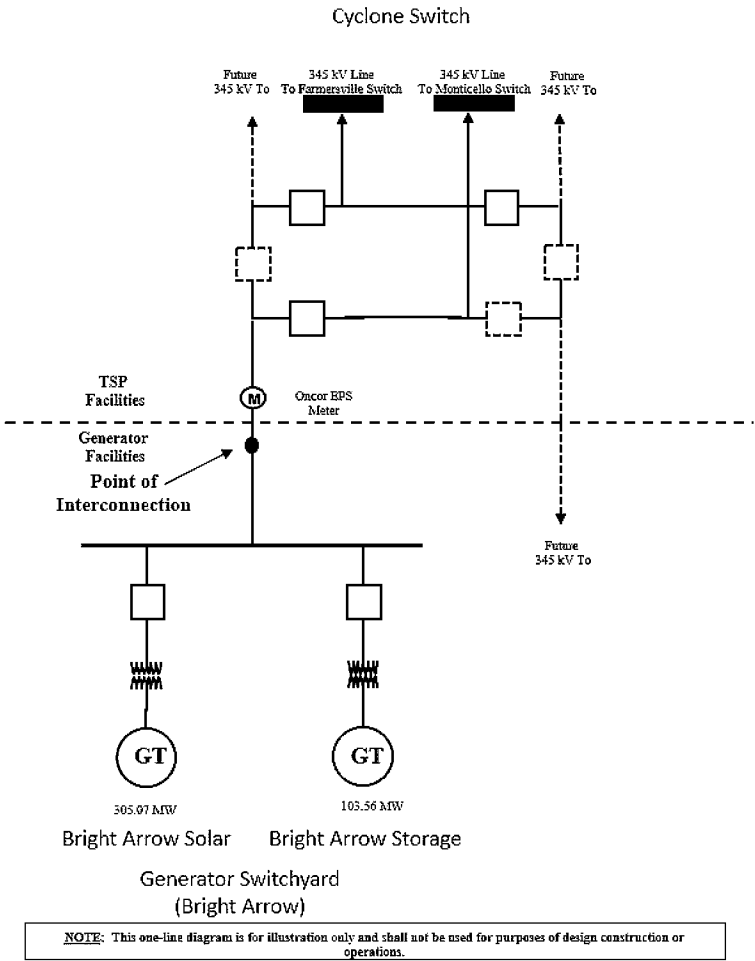 Cyclone Switch
Future
345 kV To
345 kV Line
To Farmersville Switch
345 kV Line
To Monticello Switch
Future
345 kV To
TSP
Facilities
M
Oncor EPS
Meter
Generator
Facilities
Point of
Interconnection
Future
345 kV To
GT
GT
305.97 MW
103.56 MW
Bright Arrow Solar
Bright Arrow Storage
Generator Switchyard
(Bright Arrow)
NOTE: This one-line diagram is for illustration only and shall not be used for purposes of design construction or
operations.